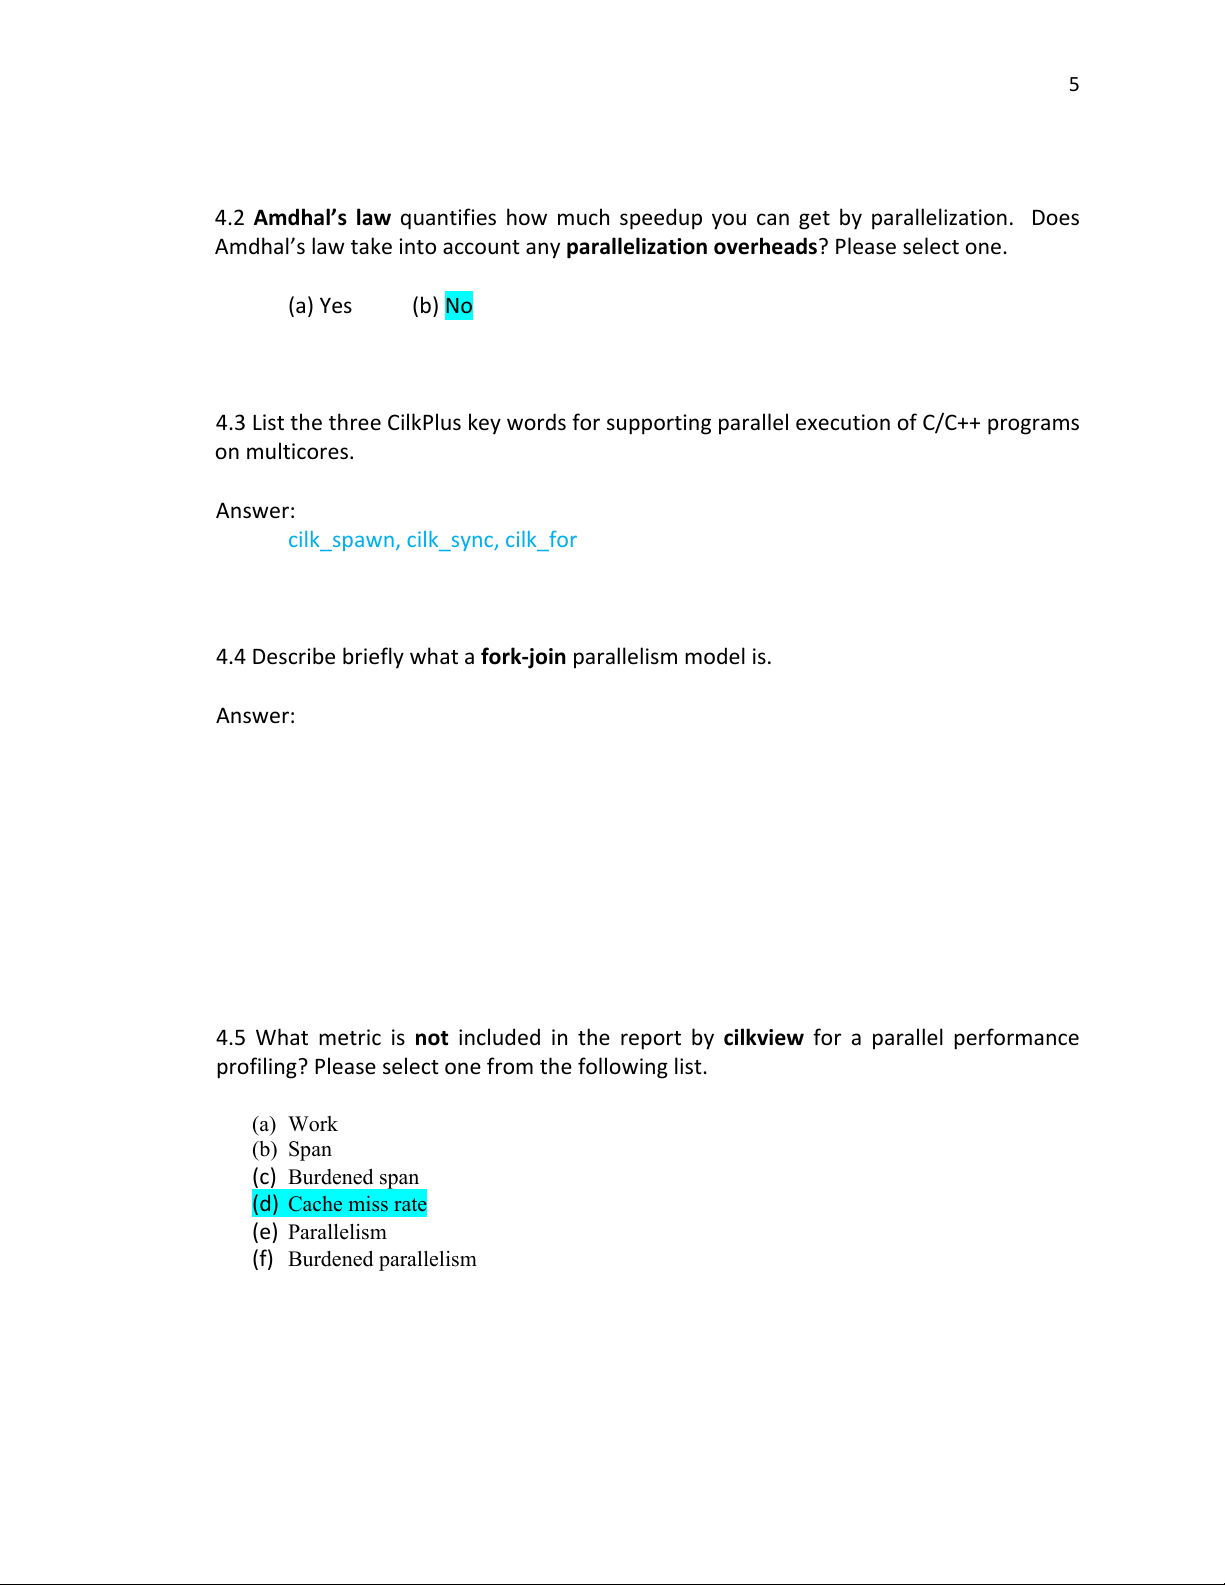 5
4.2 Amdhal’s law quantifies how much speedup you can get by parallelization. Does
Amdhal’s law take into account any parallelization overheads? Please select one.
(a) Yes (b) No
4.3 List the three CilkPlus key words for supporting parallel execution of C/C++ programs
on multicores.
Answer:
cilk_spawn, cilk_sync, cilk_for
4.4 Describe briefly what a fork-join parallelism model is.
Answer:
4.5 What metric is not included in the report by cilkview for a parallel performance
profiling? Please select one from the following list.
(a) Work
(b) Span
(c) Burdened span
(d) Cache miss rate
(e) Parallelism
(f) Burdened parallelism